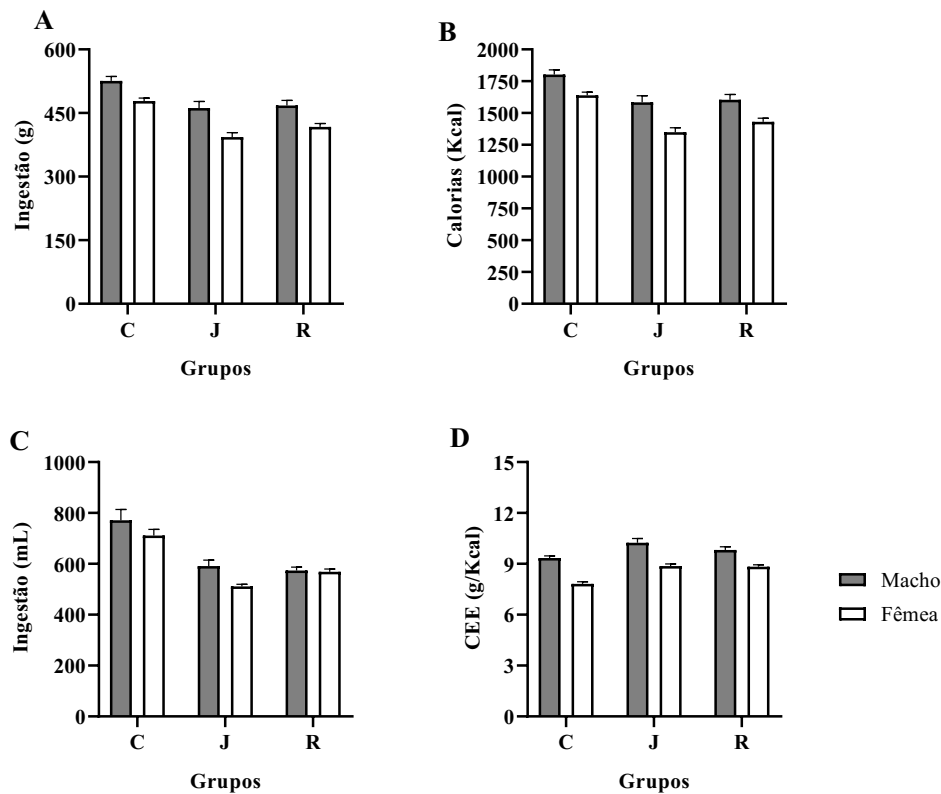 A
Ingestão (g)
600
450
300
150
0
C J R
Grupos
B
Calorias (Kcal)
2000
1750
1500
1250
1000
750
500
250
0
C J R
Grupos
C
Ingestão (mL)
1000
800
600
400
200
0
C J R
Grupos
D
CEE (g/Kcal)
15
12
9
6
3
0
C J R
Grupos
Macho
Fêmea